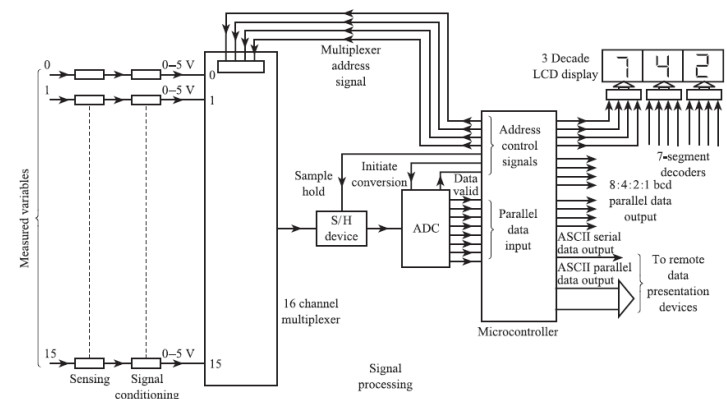 0
0–5 V
0
1
0–5 V
1
15
0–5 V
15
Measured variables
Sensing
Signal
conditioning
16 channel
multiplexer
Multiplexer
address
signal
Sample
hold
S/H
device
Initiate
conversion
Data
valid
ADC
Signal
processing
Address
control
signals
Parallel
data
input
Microcontroller
3 Decade
LCD display
7 4 2
7-segment
decoders
8:4:2:1 bcd
parallel data
output
ASCII serial
data output
ASCII parallel
data output
To remote
data
presentation
devices